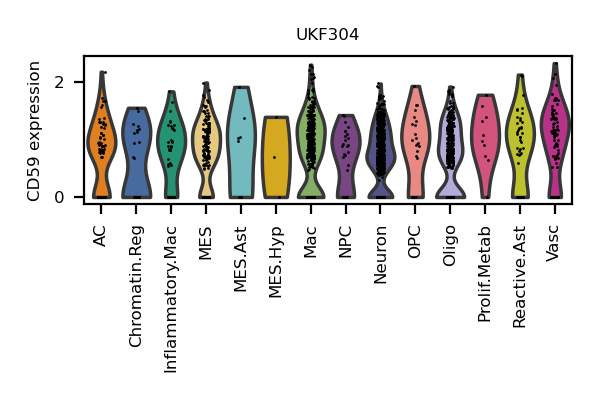 UKF304
CD59 expression
2
0
AC
Chromatin.Reg
Inflammatory.Mac
MES
MES.Ast
MES.Hyp
Mac
NPC
Neuron
OPC
Oligo
Prolif.Metab
Reactive.Ast
Vasc